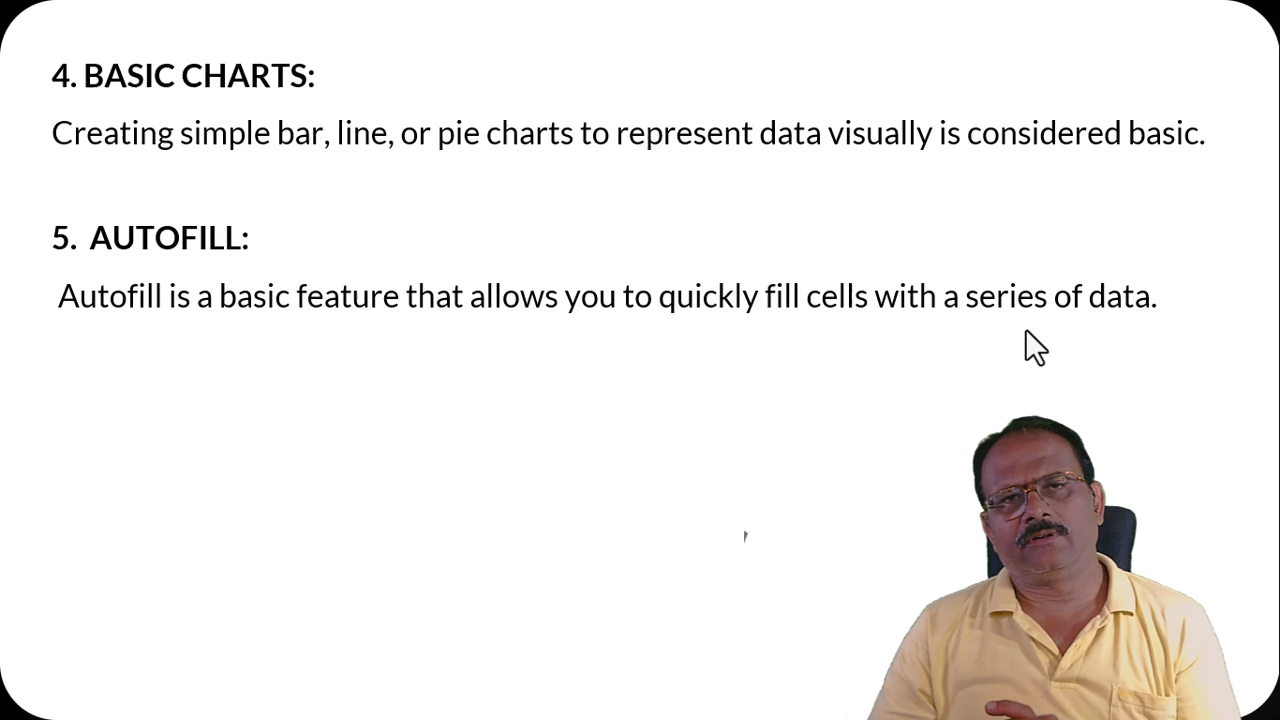 4. BASIC CHARTS:
Creating simple bar, line, or pie charts to represent data visually is considered basic.
5. AUTOFILL:
Autofill is a basic feature that allows you to quickly fill cells with a series of data.